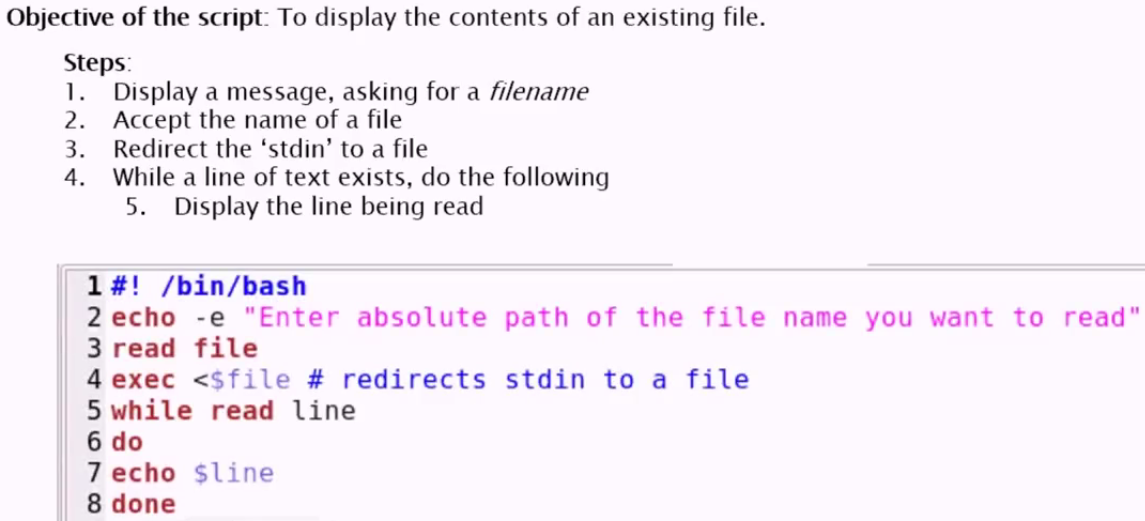 Objective of the script: To display the contents of an existing file.
Steps:
1. Display a message, asking for a filename
2. Accept the name of a file
3. Redirect the ‘stdin’ to a file
4. While a line of text exists, do the following
5. Display the line being read
1 #! /bin/bash
2 echo -e "Enter absolute path of the file name you want to read"
3 read file
4 exec <$file # redirects stdin to a file
5 while read line
6 do
7 echo $line
8 done